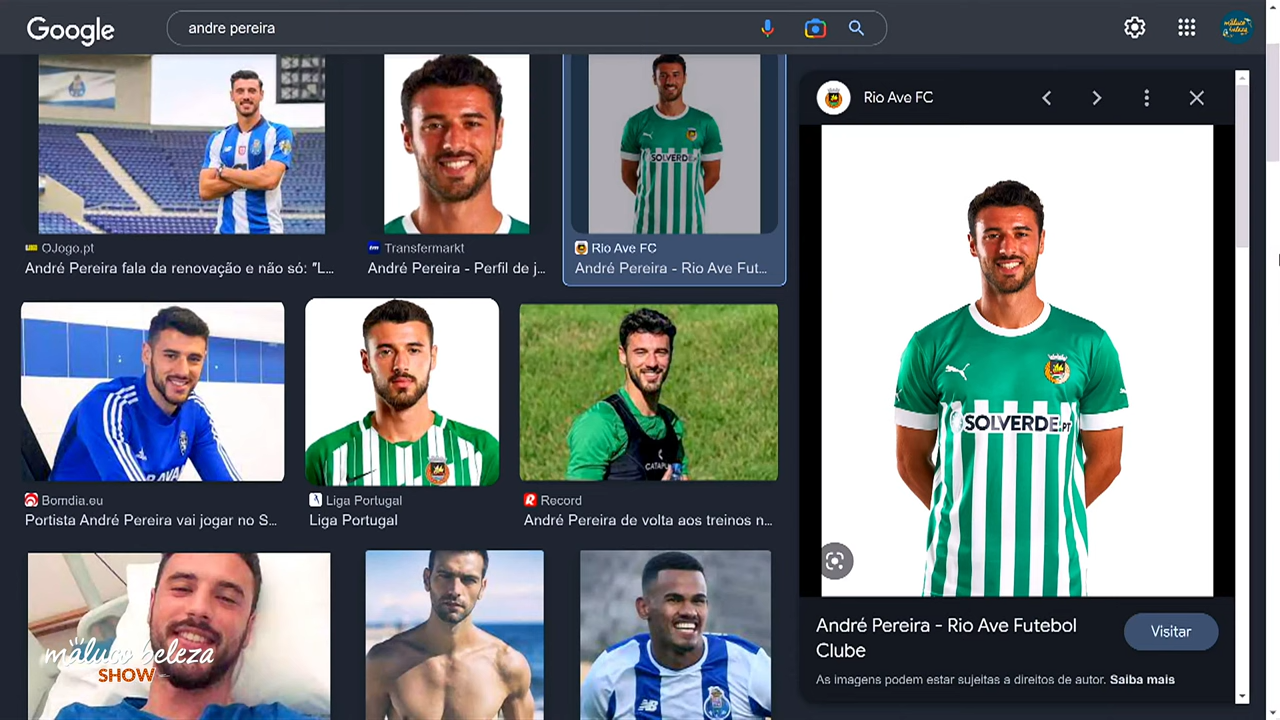 Google
andre pereira
Rio Ave FC
SOLVERDE.PT
OJogo.pt
André Pereira fala da renovação e não só: "L...
Transfermarkt
André Pereira - Perfil de j...
SOLVERDE.P
Rio Ave FC
André Pereira - Rio Ave Fut...
Bomdia.eu
Portista André Pereira vai jogar no S...
Liga Portugal
Liga Portugal
CATAPULT
Record
André Pereira de volta aos treinos n...
André Pereira - Rio Ave Futebol
Clube
Visitar
As imagens podem estar sujeitas a direitos de autor. Saiba mais
maluco beleza
SHOW